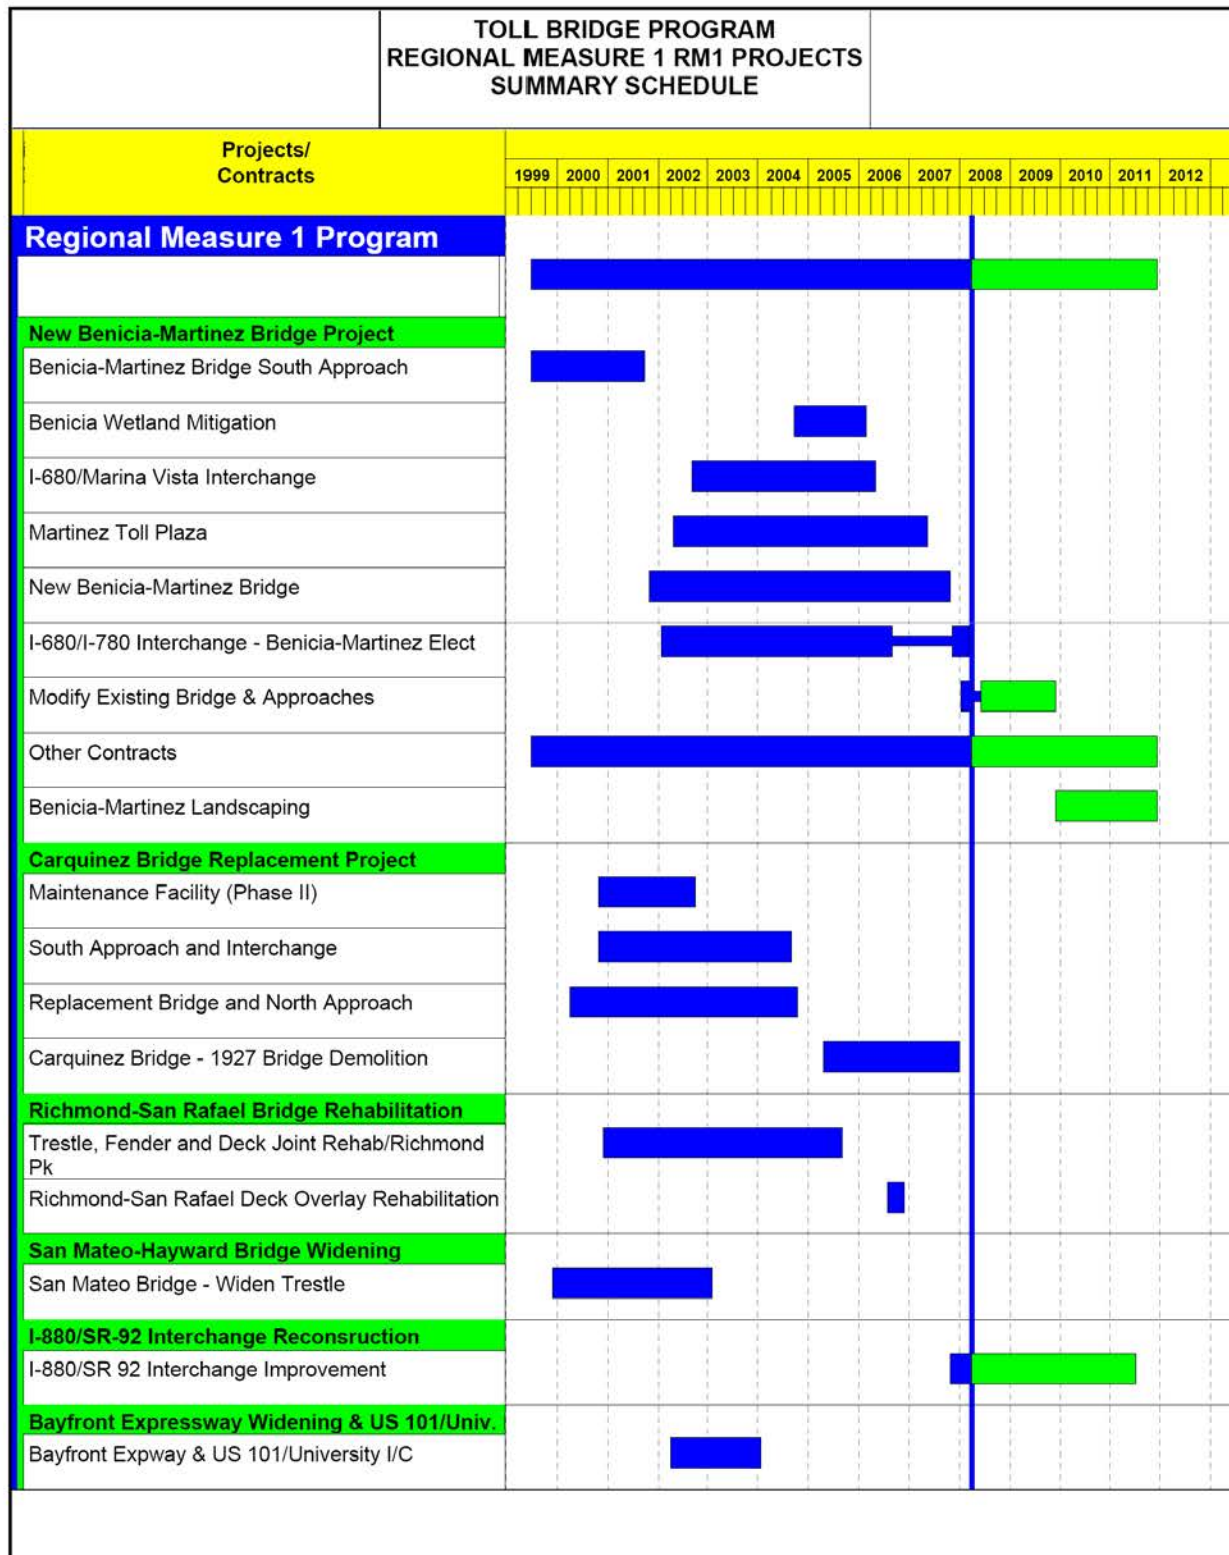 TOLL BRIDGE PROGRAM
REGIONAL MEASURE 1 RM1 PROJECTS
SUMMARY SCHEDULE
Projects/
Contracts
1999 2000 2001 2002 2003 2004 2005 2006 2007 2008 2009 2010 2011 2012
Regional Measure 1 Program
New Benicia-Martinez Bridge Project
Benicia-Martinez Bridge South Approach
Benicia Wetland Mitigation
I-680/Marina Vista Interchange
Martinez Toll Plaza
New Benicia-Martinez Bridge
I-680/I-780 Interchange - Benicia-Martinez Elect
Modify Existing Bridge & Approaches
Other Contracts
Benicia-Martinez Landscaping
Carquinez Bridge Replacement Project
Maintenance Facility (Phase II)
South Approach and Interchange
Replacement Bridge and North Approach
Carquinez Bridge - 1927 Bridge Demolition
Richmond-San Rafael Bridge Rehabilitation
Trestle, Fender and Deck Joint Rehab/Richmond
Pk
Richmond-San Rafael Deck Overlay Rehabilitation
San Mateo-Hayward Bridge Widening
San Mateo Bridge - Widen Trestle
I-880/SR-92 Interchange Reconsruction
I-880/SR 92 Interchange Improvement
Bayfront Expressway Widening & US 101/Univ.
Bayfront Expway & US 101/University I/C